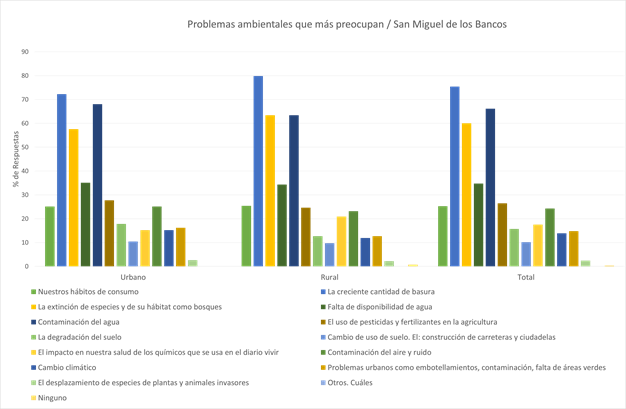 Problemas ambientales que más preocupan / San Miguel de los Bancos
90
80
70
60
50
40
30
20
10
0
% de Respuestas
Urbano Rural Total
Nuestros hábitos de consumo La creciente cantidad de basura
La extinción de especies y de su hábitat como bosques Falta de disponibilidad de agua
Contaminación del agua El uso de pesticidas y fertilizantes en la agricultura
La degradación del suelo Cambio de uso de suelo. El: construcción de carreteras y ciudadelas
El impacto en nuestra salud de los químicos que se usa en el diario vivir Contaminación del aire y ruido
Cambio climático Problemas urbanos como embotellamientos, contaminación, falta de áreas verdes
El desplazamiento de especies de plantas y animales invasores Otros. Cuáles
Ninguno